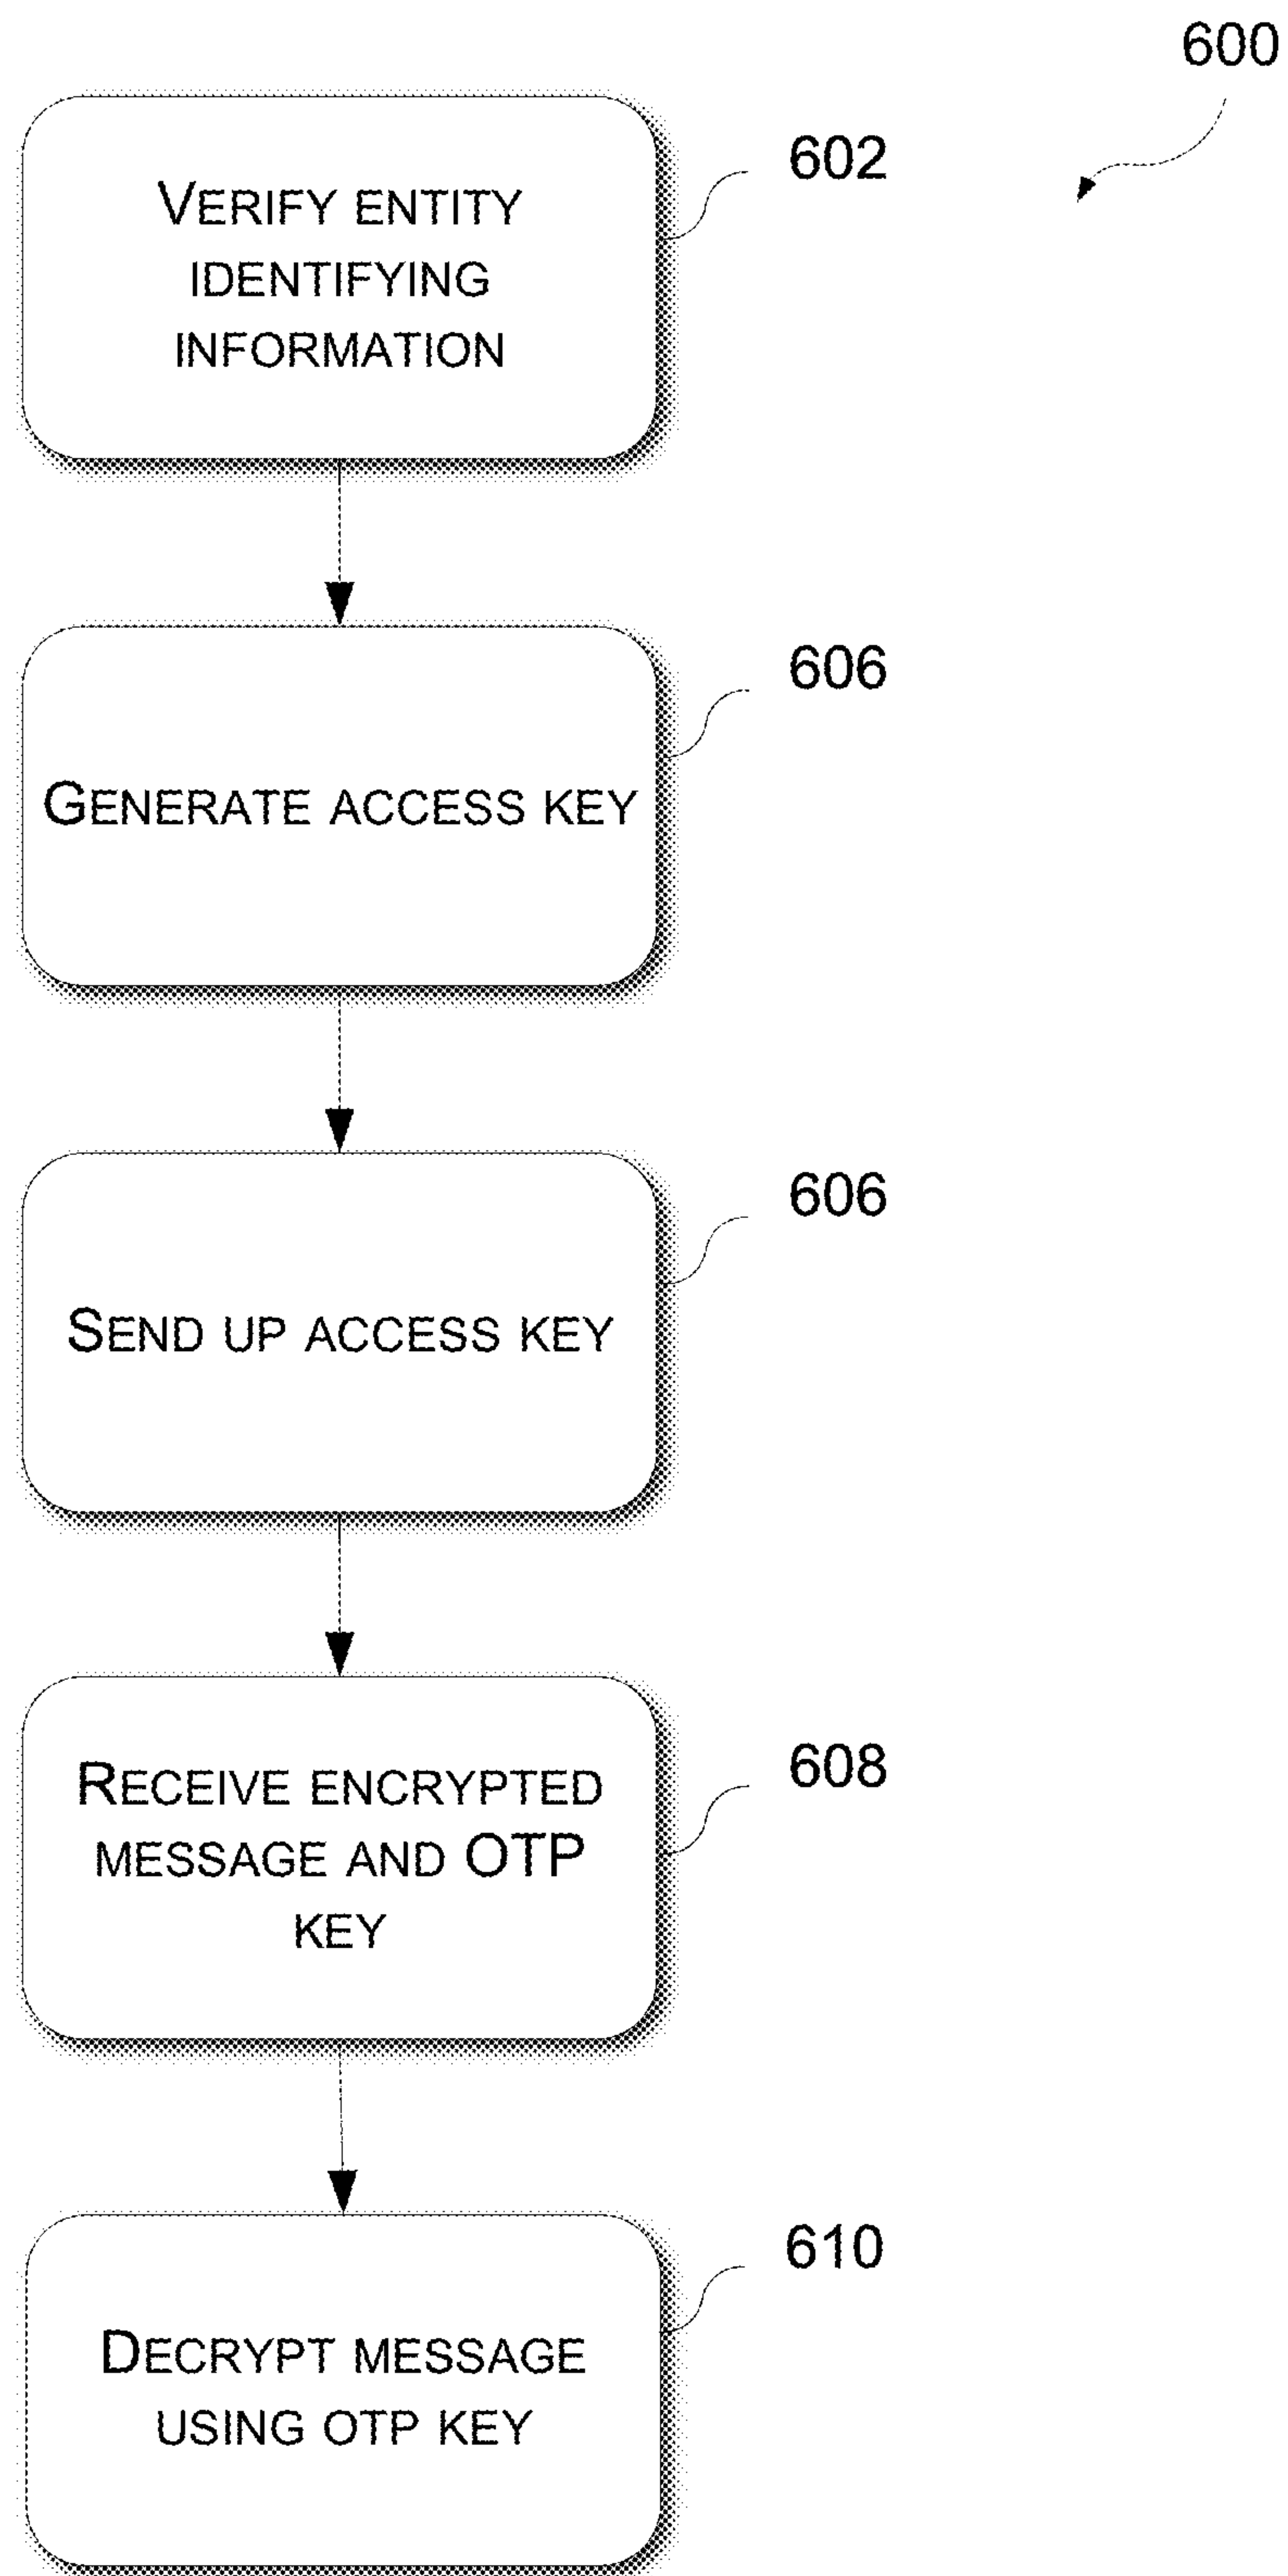 600
602
VERIFY ENTITY
IDENTIFYING
INFORMATION
606
GENERATE ACCESS KEY
606
SEND UP ACCESS KEY
608
RECEIVE ENCRYPTED
MESSAGE AND OTP
KEY
610
DECRYPT MESSAGE
USING OTP KEY